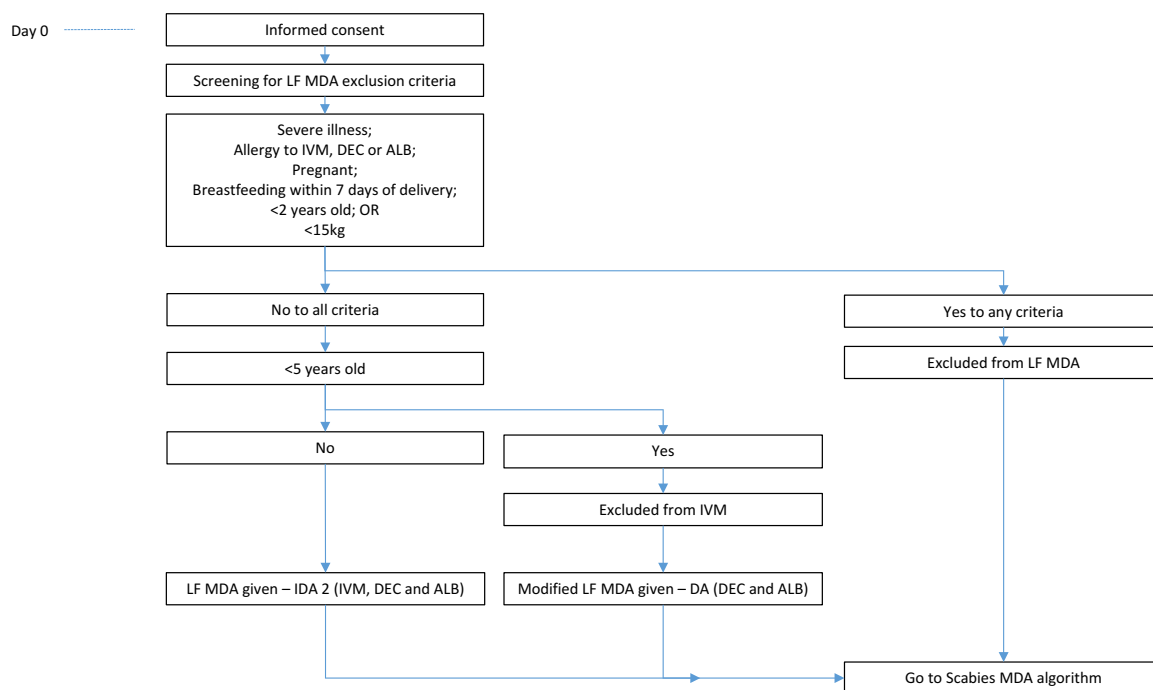 Day 0
Informed consent
Screening for LF MDA exclusion criteria
Severe illness;
Allergy to IVM, DEC or ALB;
Pregnant;
Breastfeeding within 7 days of delivery;
<2 years old; OR
<15kg
No to all criteria
Yes to any criteria
<5 years old
Excluded from LF MDA
No
Yes
Excluded from IVM
LF MDA given – IDA 2 (IVM, DEC and ALB)
Modified LF MDA given – DA (DEC and ALB)
Go to Scabies MDA algorithm